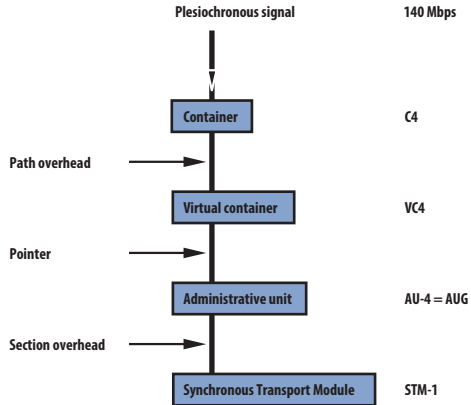 Plesiochronous signal 140 Mbps
Container C4
Path overhead
Virtual container VC4
Pointer
Administrative unit AU-4 = AUG
Section overhead
Synchronous Transport Module STM-1